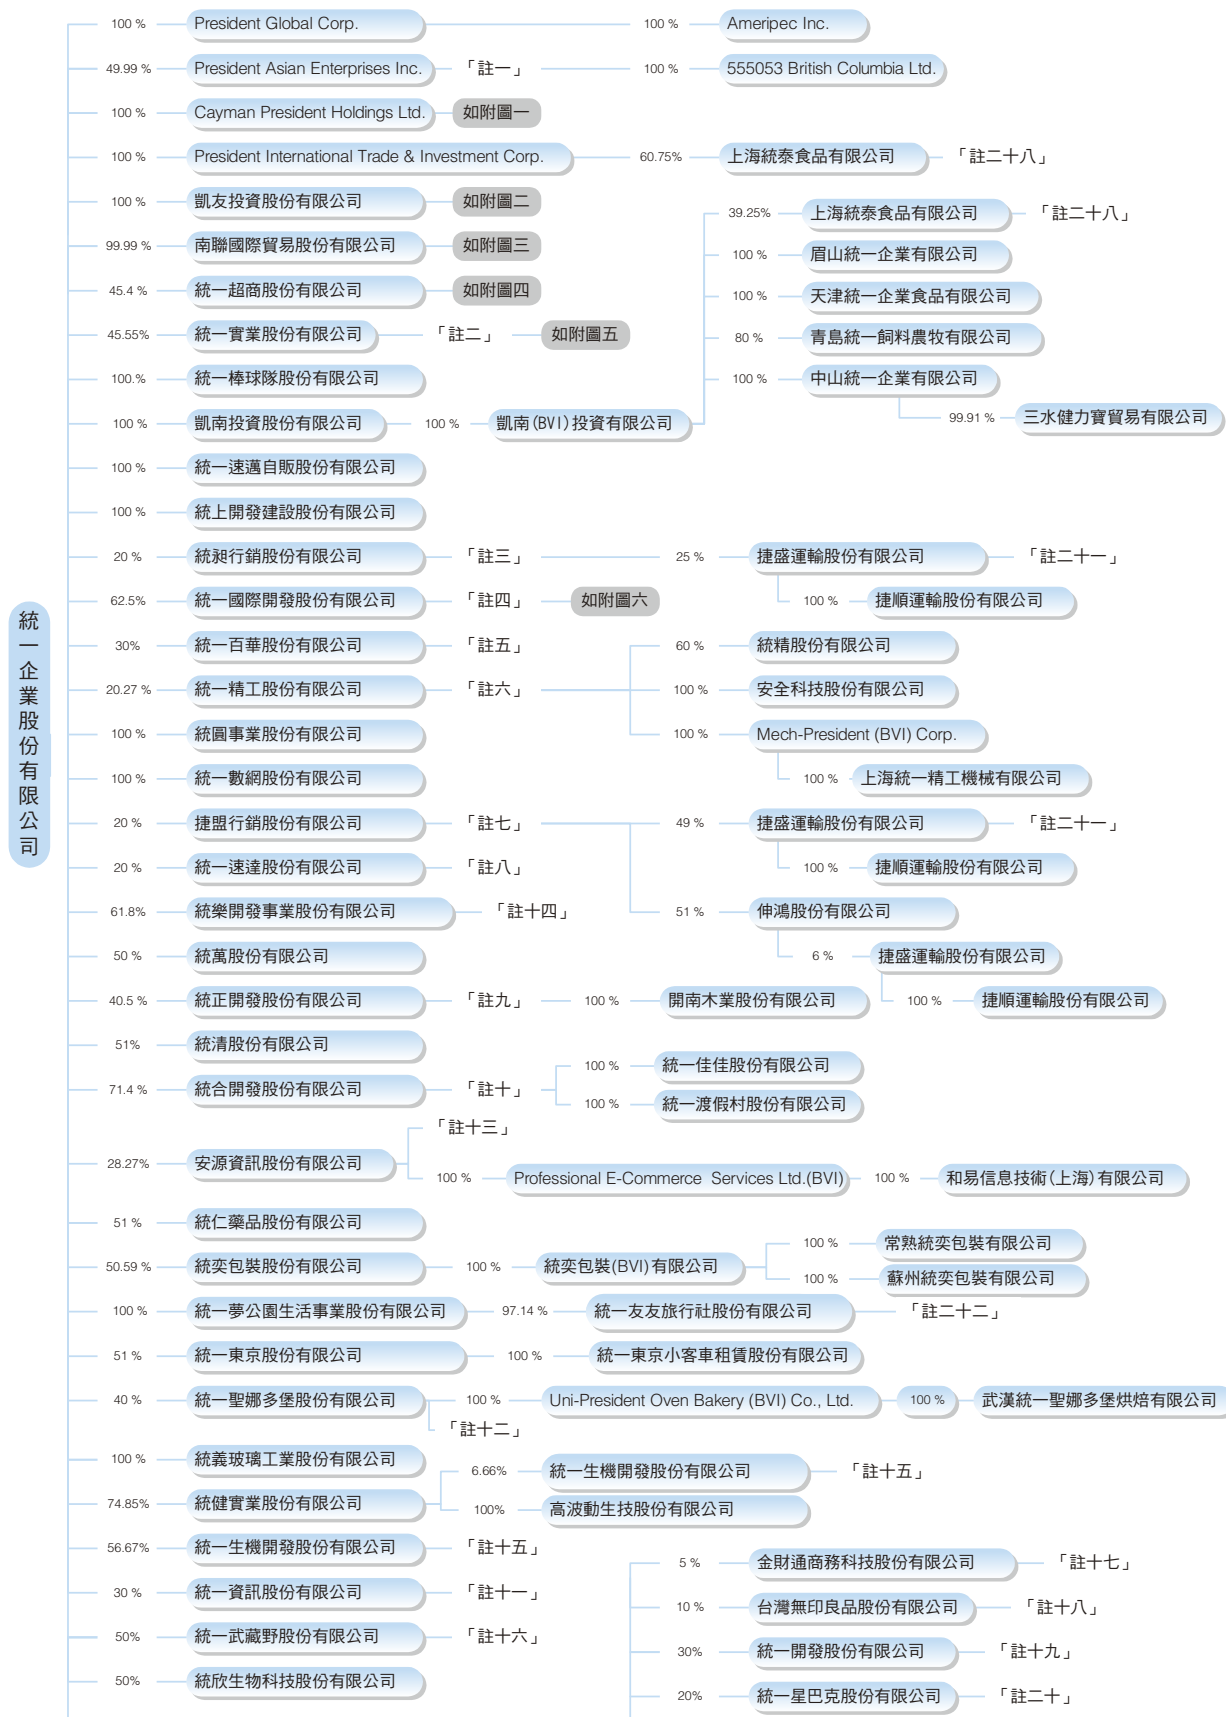 統一企業股份有限公司
100 % President Global Corp. 100 % Ameripec Inc.
49.99 % President Asian Enterprises Inc. 「註一」 100 % 555053 British Columbia Ltd.
100 % Cayman President Holdings Ltd. 如附圖一
100 % President International Trade & Investment Corp. 60.75% 上海統泰食品有限公司 「註二十八」
100 % 凱友投資股份有限公司 如附圖二
39.25% 上海統泰食品有限公司 「註二十八」
99.99 % 南聯國際貿易股份有限公司 如附圖三
100 % 眉山統一企業有限公司
45.4 % 統一超商股份有限公司 如附圖四
100 % 天津統一企業食品有限公司
45.55% 統一實業股份有限公司 「註二」 如附圖五
80 % 青島統一飼料農牧有限公司
100.% 統一棒球隊股份有限公司
100 % 中山統一企業有限公司
99.91 % 三水健力寶貿易有限公司
100 % 凱南投資股份有限公司 100 % 凱南(BVI)投資有限公司
100 % 統一速邁自販股份有限公司
100 % 統上開發建設股份有限公司
20 % 統昶行銷股份有限公司 「註三」 25 % 捷盛運輸股份有限公司 「註二十一」
62.5% 統一國際開發股份有限公司 「註四」 如附圖六 100 % 捷順運輸股份有限公司
30% 統一百華股份有限公司 「註五」 60 % 統精股份有限公司
20.27 % 統一精工股份有限公司 「註六」 100 % 安全科技股份有限公司
100 % 統圓事業股份有限公司 100 % Mech-President (BVI) Corp.
100 % 統一數網股份有限公司 100 % 上海統一精工機械有限公司
20 % 捷盟行銷股份有限公司 「註七」 49 % 捷盛運輸股份有限公司 「註二十一」
20 % 統一速達股份有限公司 「註八」 100 % 捷順運輸股份有限公司
61.8% 統樂開發事業股份有限公司 「註十四」 51 % 伸鴻股份有限公司
50 % 統萬股份有限公司 6 % 捷盛運輸股份有限公司
40.5 % 統正開發股份有限公司 「註九」 100 % 開南木業股份有限公司 100 % 捷順運輸股份有限公司
51% 統清股份有限公司
100 % 統一佳佳股份有限公司
71.4 % 統合開發股份有限公司 「註十」
100 % 統一渡假村股份有限公司
「註十三」
28.27% 安源資訊股份有限公司
100 % Professional E-Commerce Services Ltd.(BVI) 100 % 和易信息技術(上海)有限公司
51 % 統仁藥品股份有限公司
100 % 常熟統奕包裝有限公司
50.59 % 統奕包裝股份有限公司 100 % 統奕包裝(BVI)有限公司
100 % 蘇州統奕包裝有限公司
100 % 統一夢公園生活事業股份有限公司 97.14 % 統一友友旅行社股份有限公司 「註二十二」
51 % 統一東京股份有限公司 100 % 統一東京小客車租賃股份有限公司
40 % 統一聖娜多堡股份有限公司 100 % Uni-President Oven Bakery (BVI) Co., Ltd. 100 % 武漢統一聖娜多堡烘焙有限公司
「註十二」
100 % 統義玻璃工業股份有限公司
6.66% 統一生機開發股份有限公司 「註十五」
74.85% 統健實業股份有限公司
100% 高波動生技股份有限公司
56.67% 統一生機開發股份有限公司 「註十五」
5 % 金財通商務科技股份有限公司 「註十七」
30 % 統一資訊股份有限公司 「註十一」
10 % 台灣無印良品股份有限公司 「註十八」
50% 統一武藏野股份有限公司 「註十六」
30% 統一開發股份有限公司 「註十九」
50% 統欣生物科技股份有限公司
20% 統一星巴克股份有限公司 「註二十」